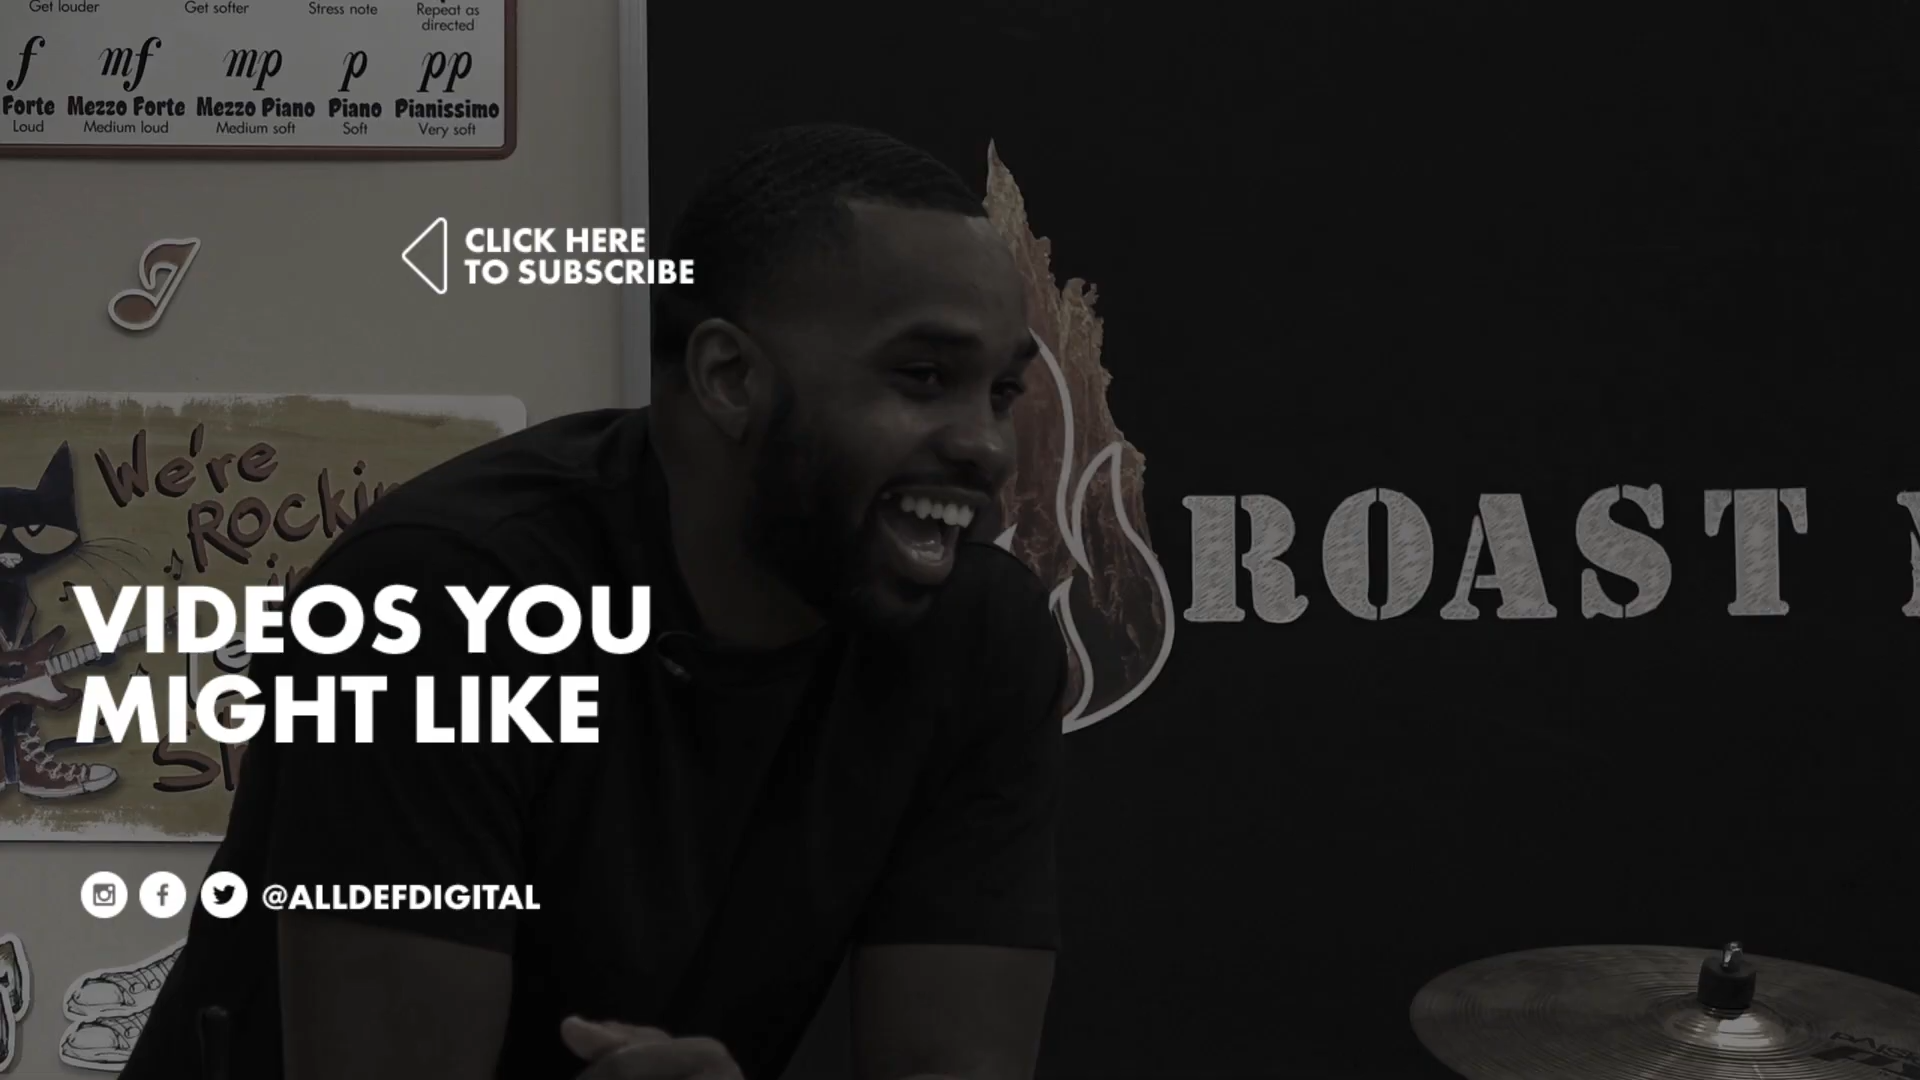 Get louder Get softer Stress note Repeat as
directed
f mf mp p pp
Forte Mezzo Forte Mezzo Piano Piano Pianissimo
Loud Medium loud Medium soft Soft Very soft
CLICK HERE
TO SUBSCRIBE
We're
Rockin
in
ROAST
VIDEOS YOU
MIGHT LIKE
@ALLDEFDIGITAL